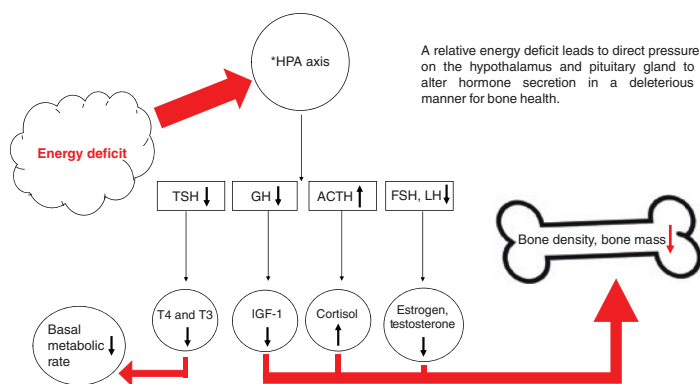 *HPA axis
A relative energy deficit leads to direct pressure
on the hypothalamus and pituitary gland to
alter hormone secretion in a deleterious
manner for bone health.
Energy deficit
TSH
GH
ACTH
FSH, LH
Bone density, bone mass
T4 and T3
IGF-1
Cortisol
Estrogen,
testosterone
Basal
metabolic
rate